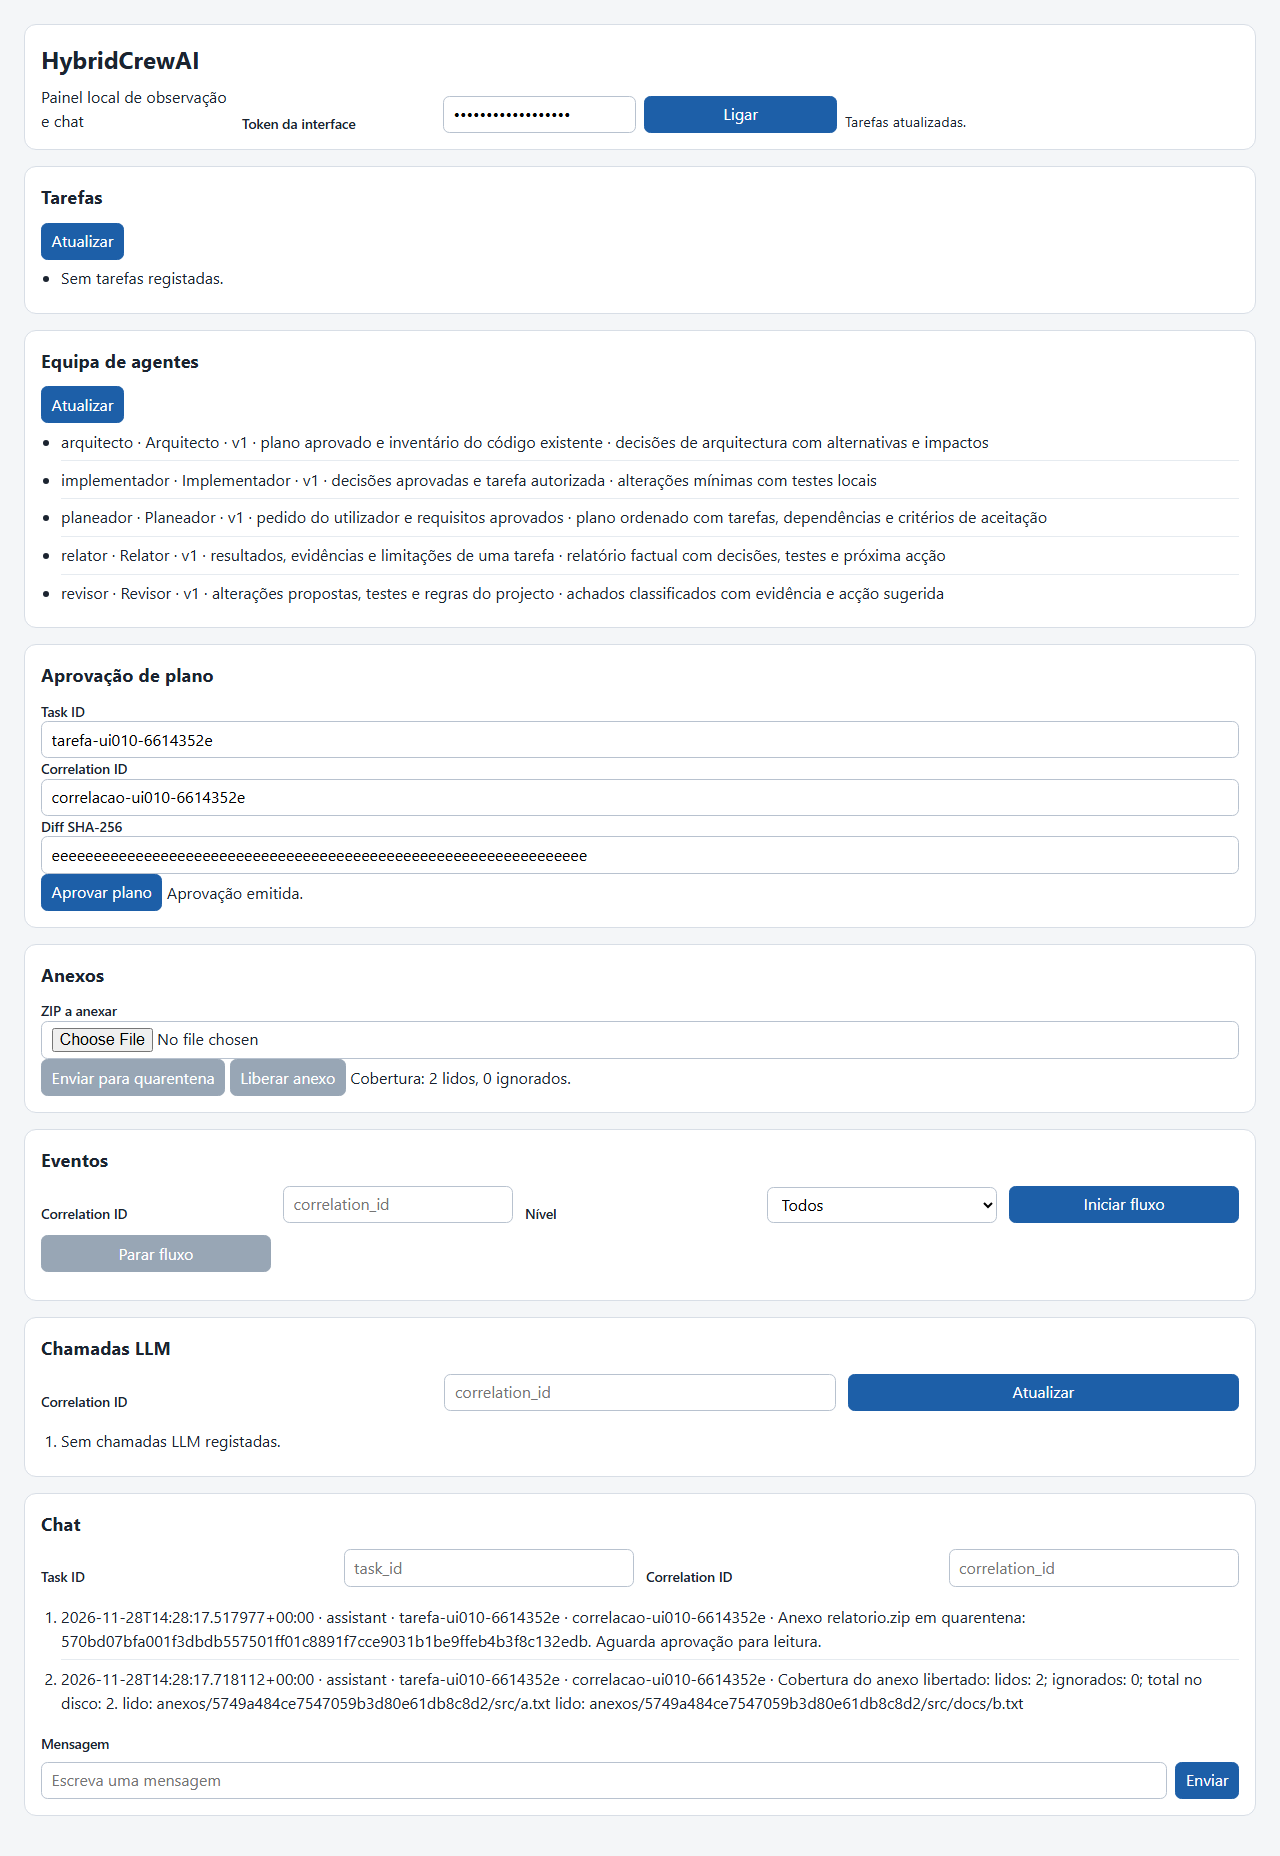 HybridCrewAI
Painel local de observação
e chat
Token da interface
••••••••••••••••••
Ligar
Tarefas atualizadas.
Tarefas
Atualizar
Sem tarefas registadas.
Equipa de agentes
Atualizar
arquitecto · Arquitecto · v1 · plano aprovado e inventário do código existente · decisões de arquitectura com alternativas e impactos
implementador · Implementador · v1 · decisões aprovadas e tarefa autorizada · alterações mínimas com testes locais
planeador · Planeador · v1 · pedido do utilizador e requisitos aprovados · plano ordenado com tarefas, dependências e critérios de aceitação
relator · Relator · v1 · resultados, evidências e limitações de uma tarefa · relatório factual com decisões, testes e próxima acção
revisor · Revisor · v1 · alterações propostas, testes e regras do projecto · achados classificados com evidência e acção sugerida
Aprovação de plano
Task ID
tarefa-ui010-6614352e
Correlation ID
correlacao-ui010-6614352e
Diff SHA-256
eeeeeeeeeeeeeeeeeeeeeeeeeeeeeeeeeeeeeeeeeeeeeeeeeeeeeeeeeeeeeeee
Aprovar plano Aprovação emitida.
Anexos
ZIP a anexar
Choose File No file chosen
Enviar para quarentena Liberar anexo Cobertura: 2 lidos, 0 ignorados.
Eventos
Correlation ID correlation_id Nível Todos Iniciar fluxo
Parar fluxo
Chamadas LLM
Correlation ID correlation_id Atualizar
1. Sem chamadas LLM registadas.
Chat
Task ID task_id Correlation ID correlation_id
1. 2026-11-28T14:28:17.517977+00:00 · assistant · tarefa-ui010-6614352e · correlacao-ui010-6614352e · Anexo relatorio.zip em quarentena:
570bd07bfa001f3dbdb557501ff01c8891f7cce9031b1be9ffeb4b3f8c132edb. Aguarda aprovação para leitura.
2. 2026-11-28T14:28:17.718112+00:00 · assistant · tarefa-ui010-6614352e · correlacao-ui010-6614352e · Cobertura do anexo libertado: lidos: 2; ignorados: 0; total no
disco: 2. lido: anexos/5749a484ce7547059b3d80e61db8c8d2/src/a.txt lido: anexos/5749a484ce7547059b3d80e61db8c8d2/src/docs/b.txt
Mensagem
Escreva uma mensagem Enviar